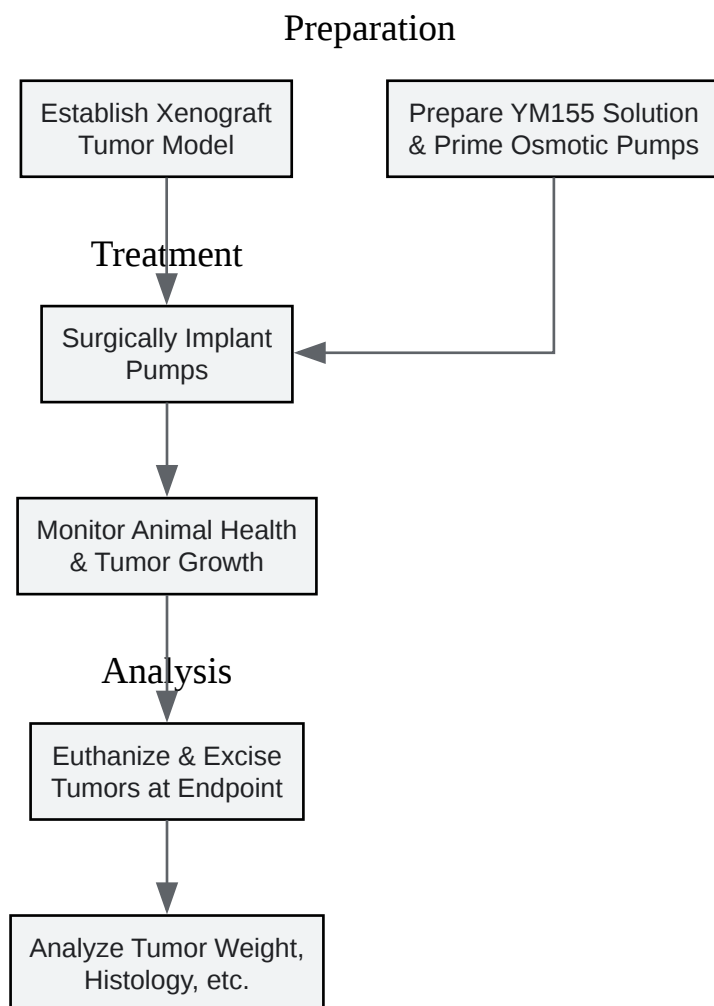 Preparation
Establish Xenograft
Tumor Model
Prepare YM155 Solution
& Prime Osmotic Pumps
Treatment
Surgically Implant
Pumps
Monitor Animal Health
& Tumor Growth
Analysis
Euthanize & Excise
Tumors at Endpoint
Analyze Tumor Weight,
Histology, etc.